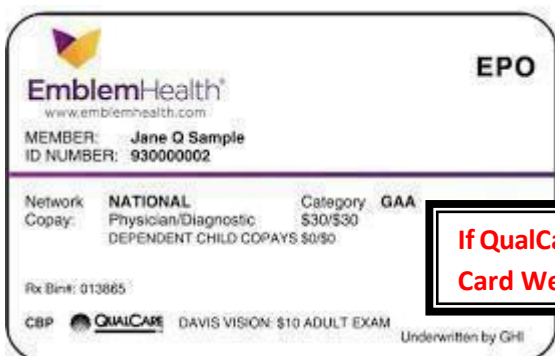 EPO
EmblemHealth®
www.emblemhealth.com
MEMBER: Jane Q Sample
ID NUMBER: 930000002
Network NATIONAL Category GAA
Copay: Physician/Diagnostic $30/$30
DEPENDENT CHILD COPAYS $0/$0
If QualCa
Card We
Rx Bin#: 013865
CBP QUALCARE DAVIS VISION: $10 ADULT EXAM
Underwritten by GHI